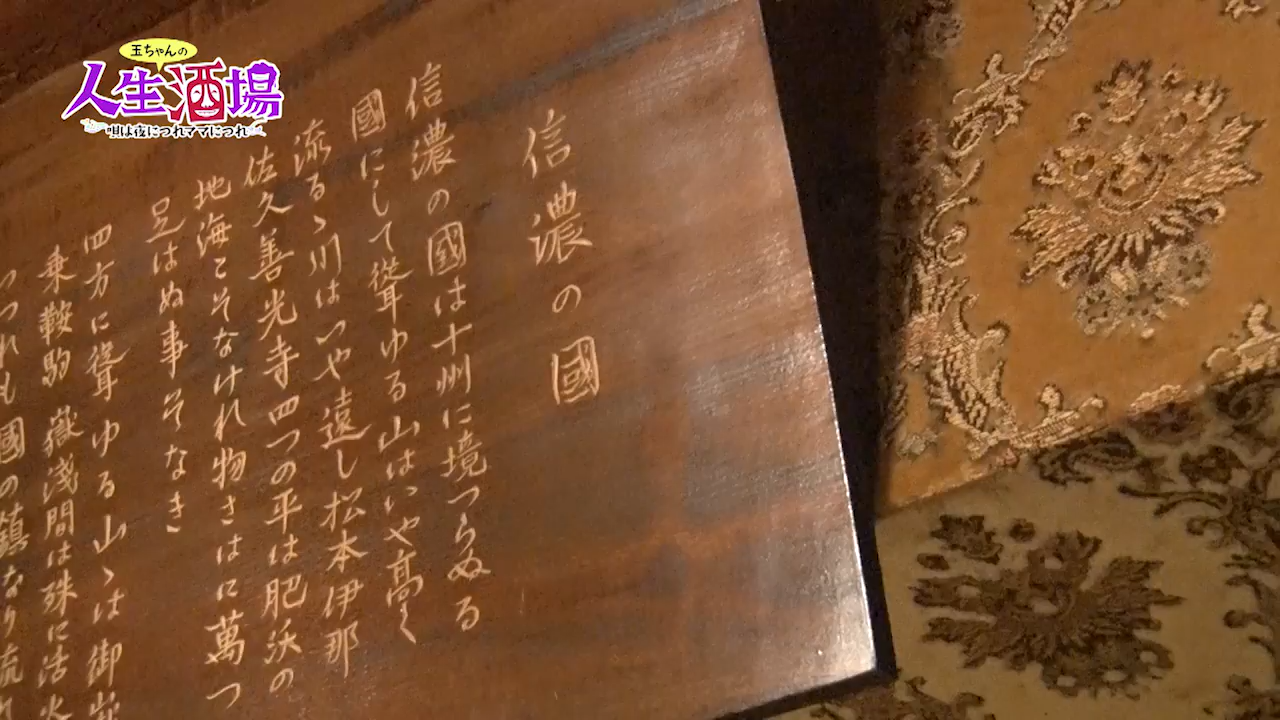 玉ちゃんの
人生酒場
唄は夜につれママにつれ
信濃の國
信濃の國は十州に境つらぬる
國にして聳ゆる山はいや高く
流るゝ川はいや遠し松本伊那
佐久善光寺四つの平は肥沃の
地海こそなけれ物さはに萬つ
足はぬ事そなき
四方に聳ゆる山ゝは御嶽
乗鞍駒嶽浅間は殊に活火
つれも國の鎮なり流れ